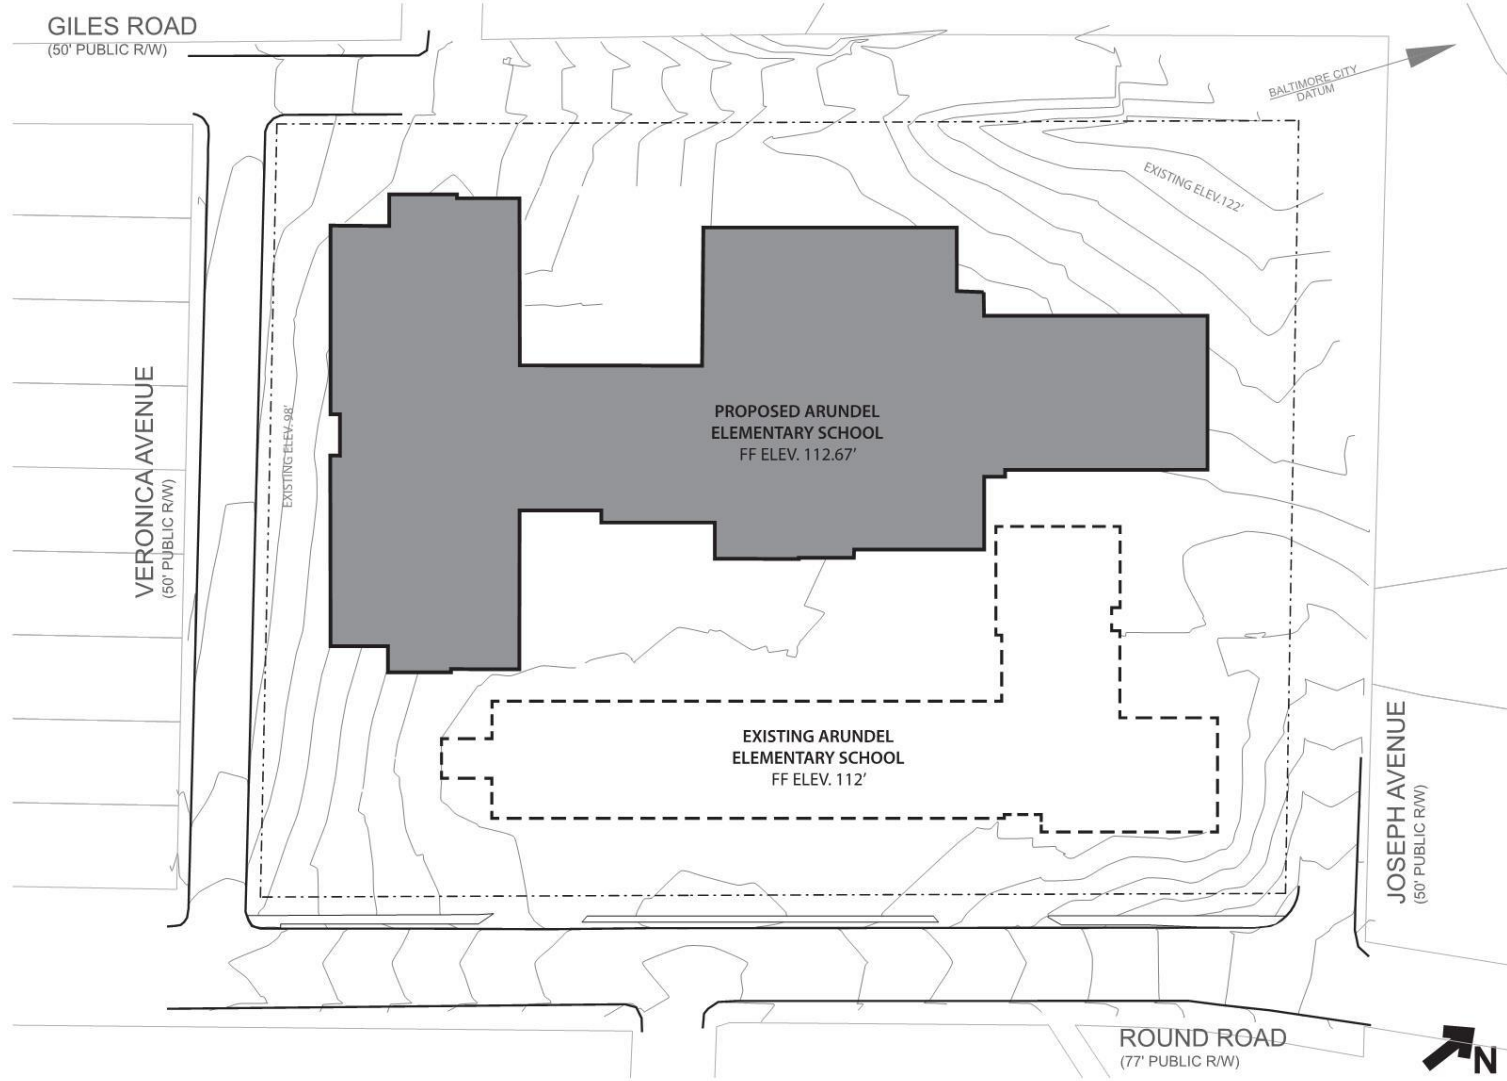 GILES ROAD
(50' PUBLIC R/W)
BALTIMORE CITY
DATUM
EXISTING ELEV.122'
VERONICA AVENUE
(50' PUBLIC R/W)
EXISTING ELEV. 98'
PROPOSED ARUNDEL
ELEMENTARY SCHOOL
FF ELEV. 112.67'
EXISTING ARUNDEL
ELEMENTARY SCHOOL
FF ELEV. 112'
JOSEPH AVENUE
(50' PUBLIC R/W)
ROUND ROAD
(77' PUBLIC R/W)
N